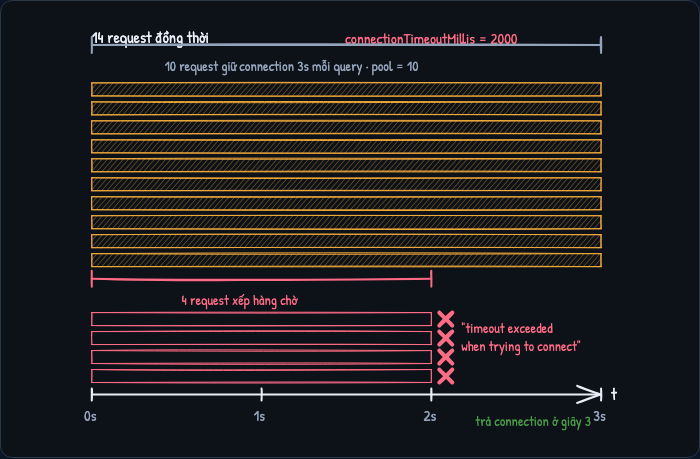 14 request đồng thời
connectionTimeoutMillis = 2000
10 request giữ connection 3s mỗi query · pool = 10
4 request xếp hàng chờ
"timeout exceeded
when trying to connect"
t
0s
1s
2s
3s
trả connection ở giây 3